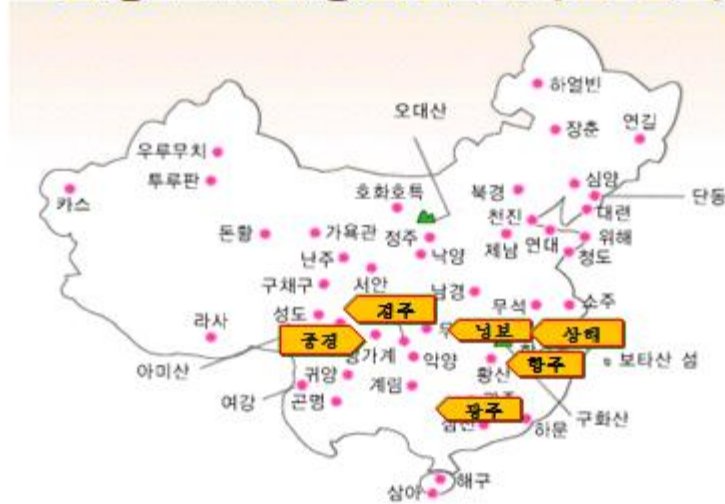 하얼빈
오대산
장춘
연길
우루무치
투루판
카스
호화호특
북경
심양
단동
천진
대련
돈황
가욕관
정주
제남
연대
위해
난주
낙양
청도
구채구
서안
남경
무석
소주
성도
라사
중경
닝보
상해
항주
보타산 섬
아미산
악양
황산
귀양
계림
여강
곤명
광주
구화산
하문
해구
삼아